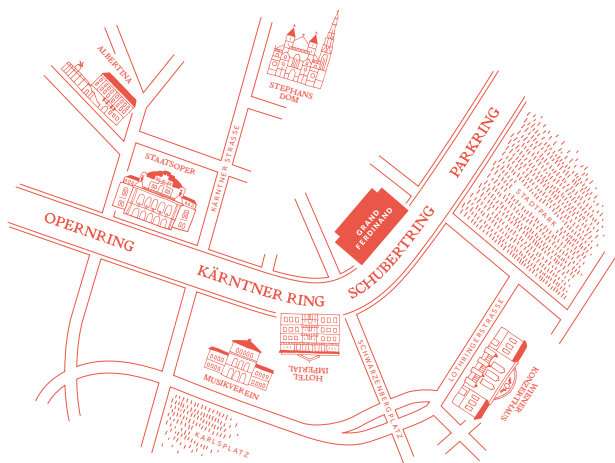 ALBERTINA
STEPHANS
DOM
STAATSOPER
KÄRNTNER STRASSE
PARKRING
STADTPARK
GRAND
FERDINAND
OPERNRING
KÄRNTNER RING
SCHUBERTRING
LOTHRINGERSTRASSE
HOTEL
IMPERIAL
SCHWARZENBERGPLATZ
MUSIKVEREIN
WIENER
KONZERTHAUS
KARLSPLATZ